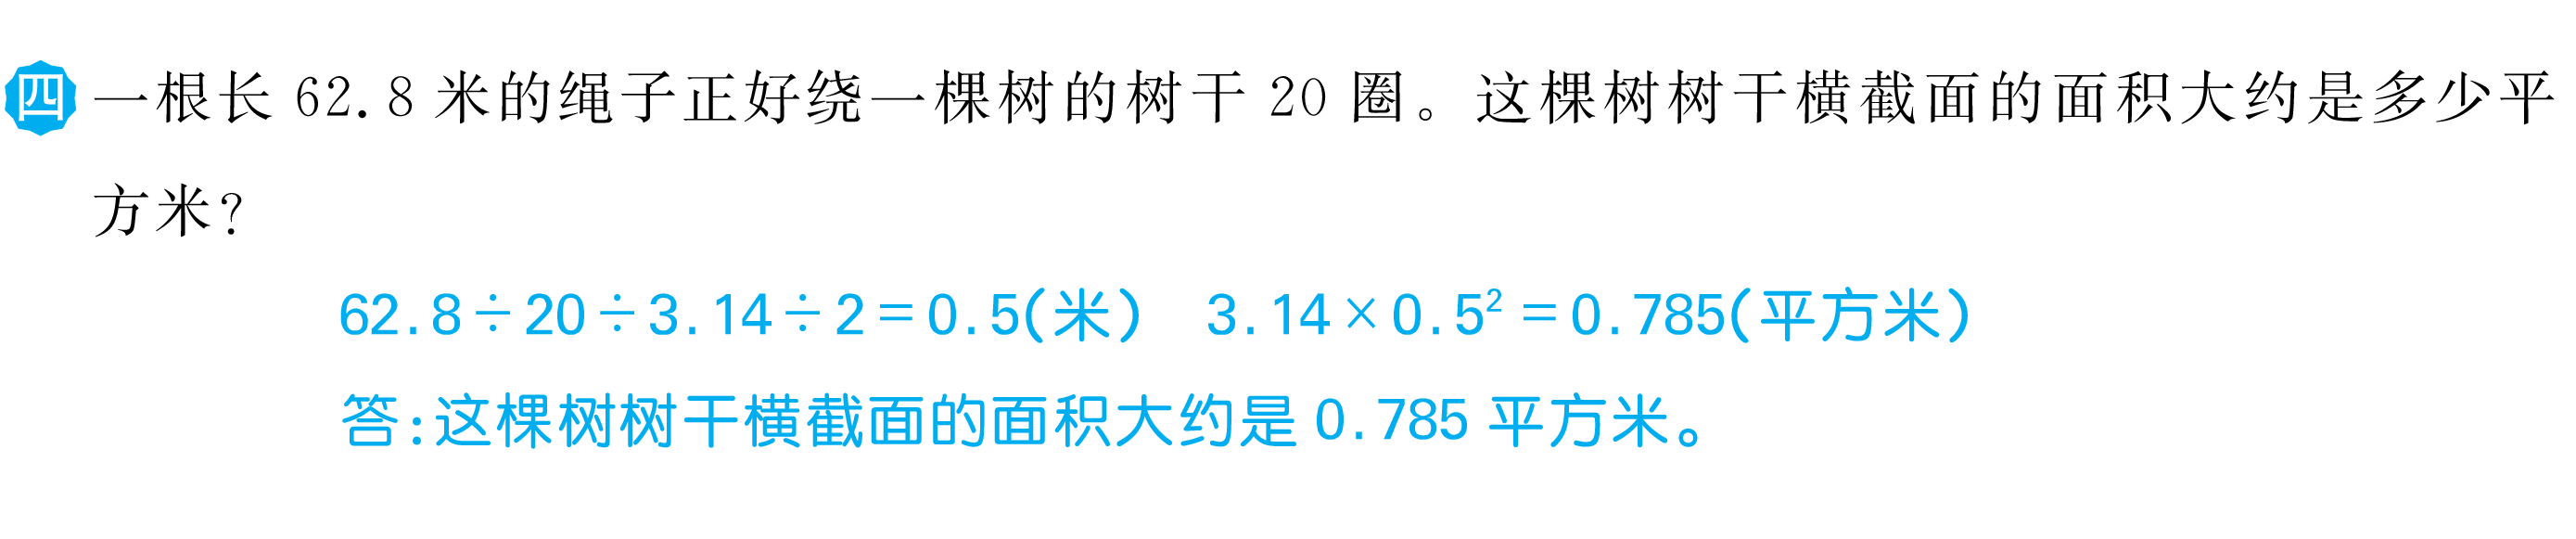 四 一根长 62.8 米的绳子正好绕一棵树的树干 20 圈。这棵树树干横截面的面积大约是多少平
方米?
62.8÷20÷3.14÷2=0.5(米) 3.14×0.5²=0.785(平方米)
答:这棵树树干横截面的面积大约是 0.785 平方米。